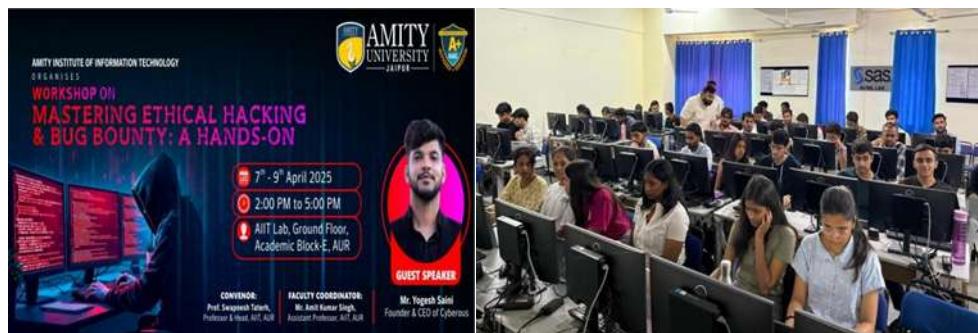 AMITY
UNIVERSITY
JAIPUR
A+
AMITY INSTITUTE OF INFORMATION TECHNOLOGY
ORGANISES
WORKSHOP ON
MASTERING ETHICAL HACKING
& BUG BOUNTY: A HANDS-ON
7th - 9th April 2025
2:00 PM to 5:00 PM
AIIT Lab, Ground Floor,
Academic Block-E, AUR
GUEST SPEAKER
Mr. Yogesh Saini
Founder & CEO of Cyberous
CONVENOR:
Prof. Swapnesh Taterh,
Professor & Head, AIIT, AUR
FACULTY COORDINATOR:
Mr. Amit Kumar Singh,
Assistant Professor, AIIT, AUR
sas